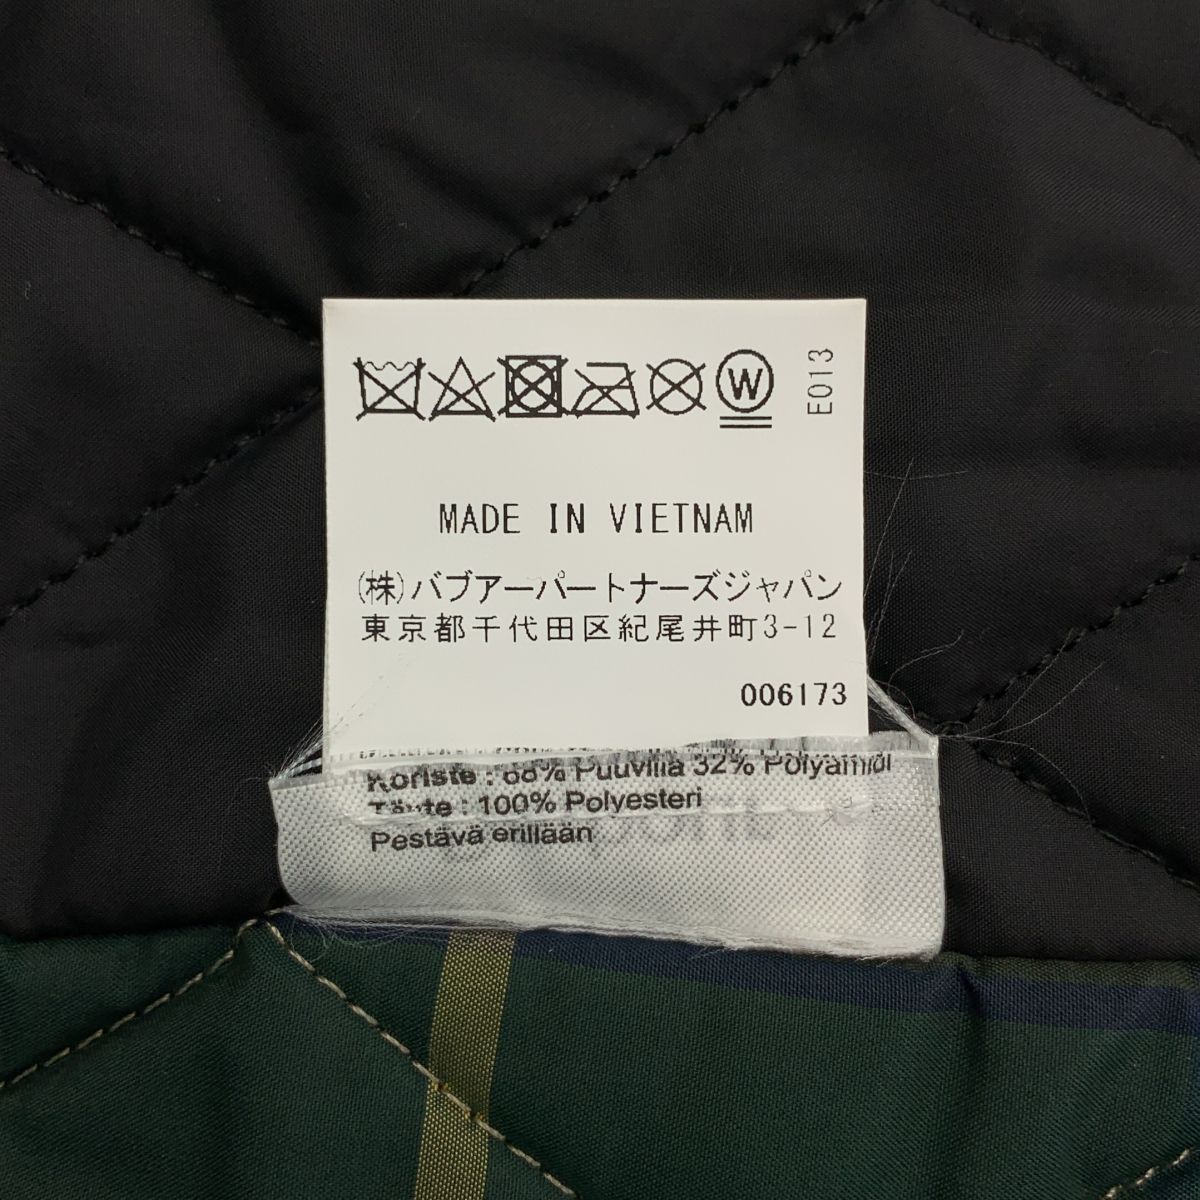 W
E013
MADE IN VIETNAM
(株)バブアーパートナーズジャパン
東京都千代田区紀尾井町3-12
006173
Koriste : 68% Puuvilla 32% Polyamidi
Täyte : 100% Polyesteri
Pestävä erillään